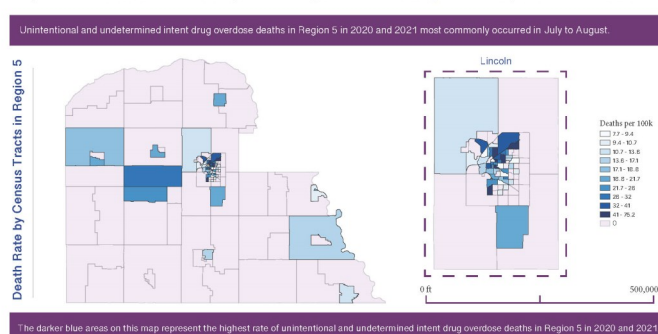 Unintentional and undetermined intent drug overdose deaths in Region 5 in 2020 and 2021 most commonly occurred in July to August.
Death Rate by Census Tracts in Region 5
Lincoln
Deaths per 100k
7.7 - 9.4
9.4 - 10.7
10.7 - 13.6
13.6 - 17.1
17.1 - 18.8
18.8 - 21.7
21.7 - 28
28 - 32
32 - 41
41 - 75.2
0
0 ft
500,000
The darker blue areas on this map represent the highest rate of unintentional and undetermined intent drug overdose deaths in Region 5 in 2020 and 2021